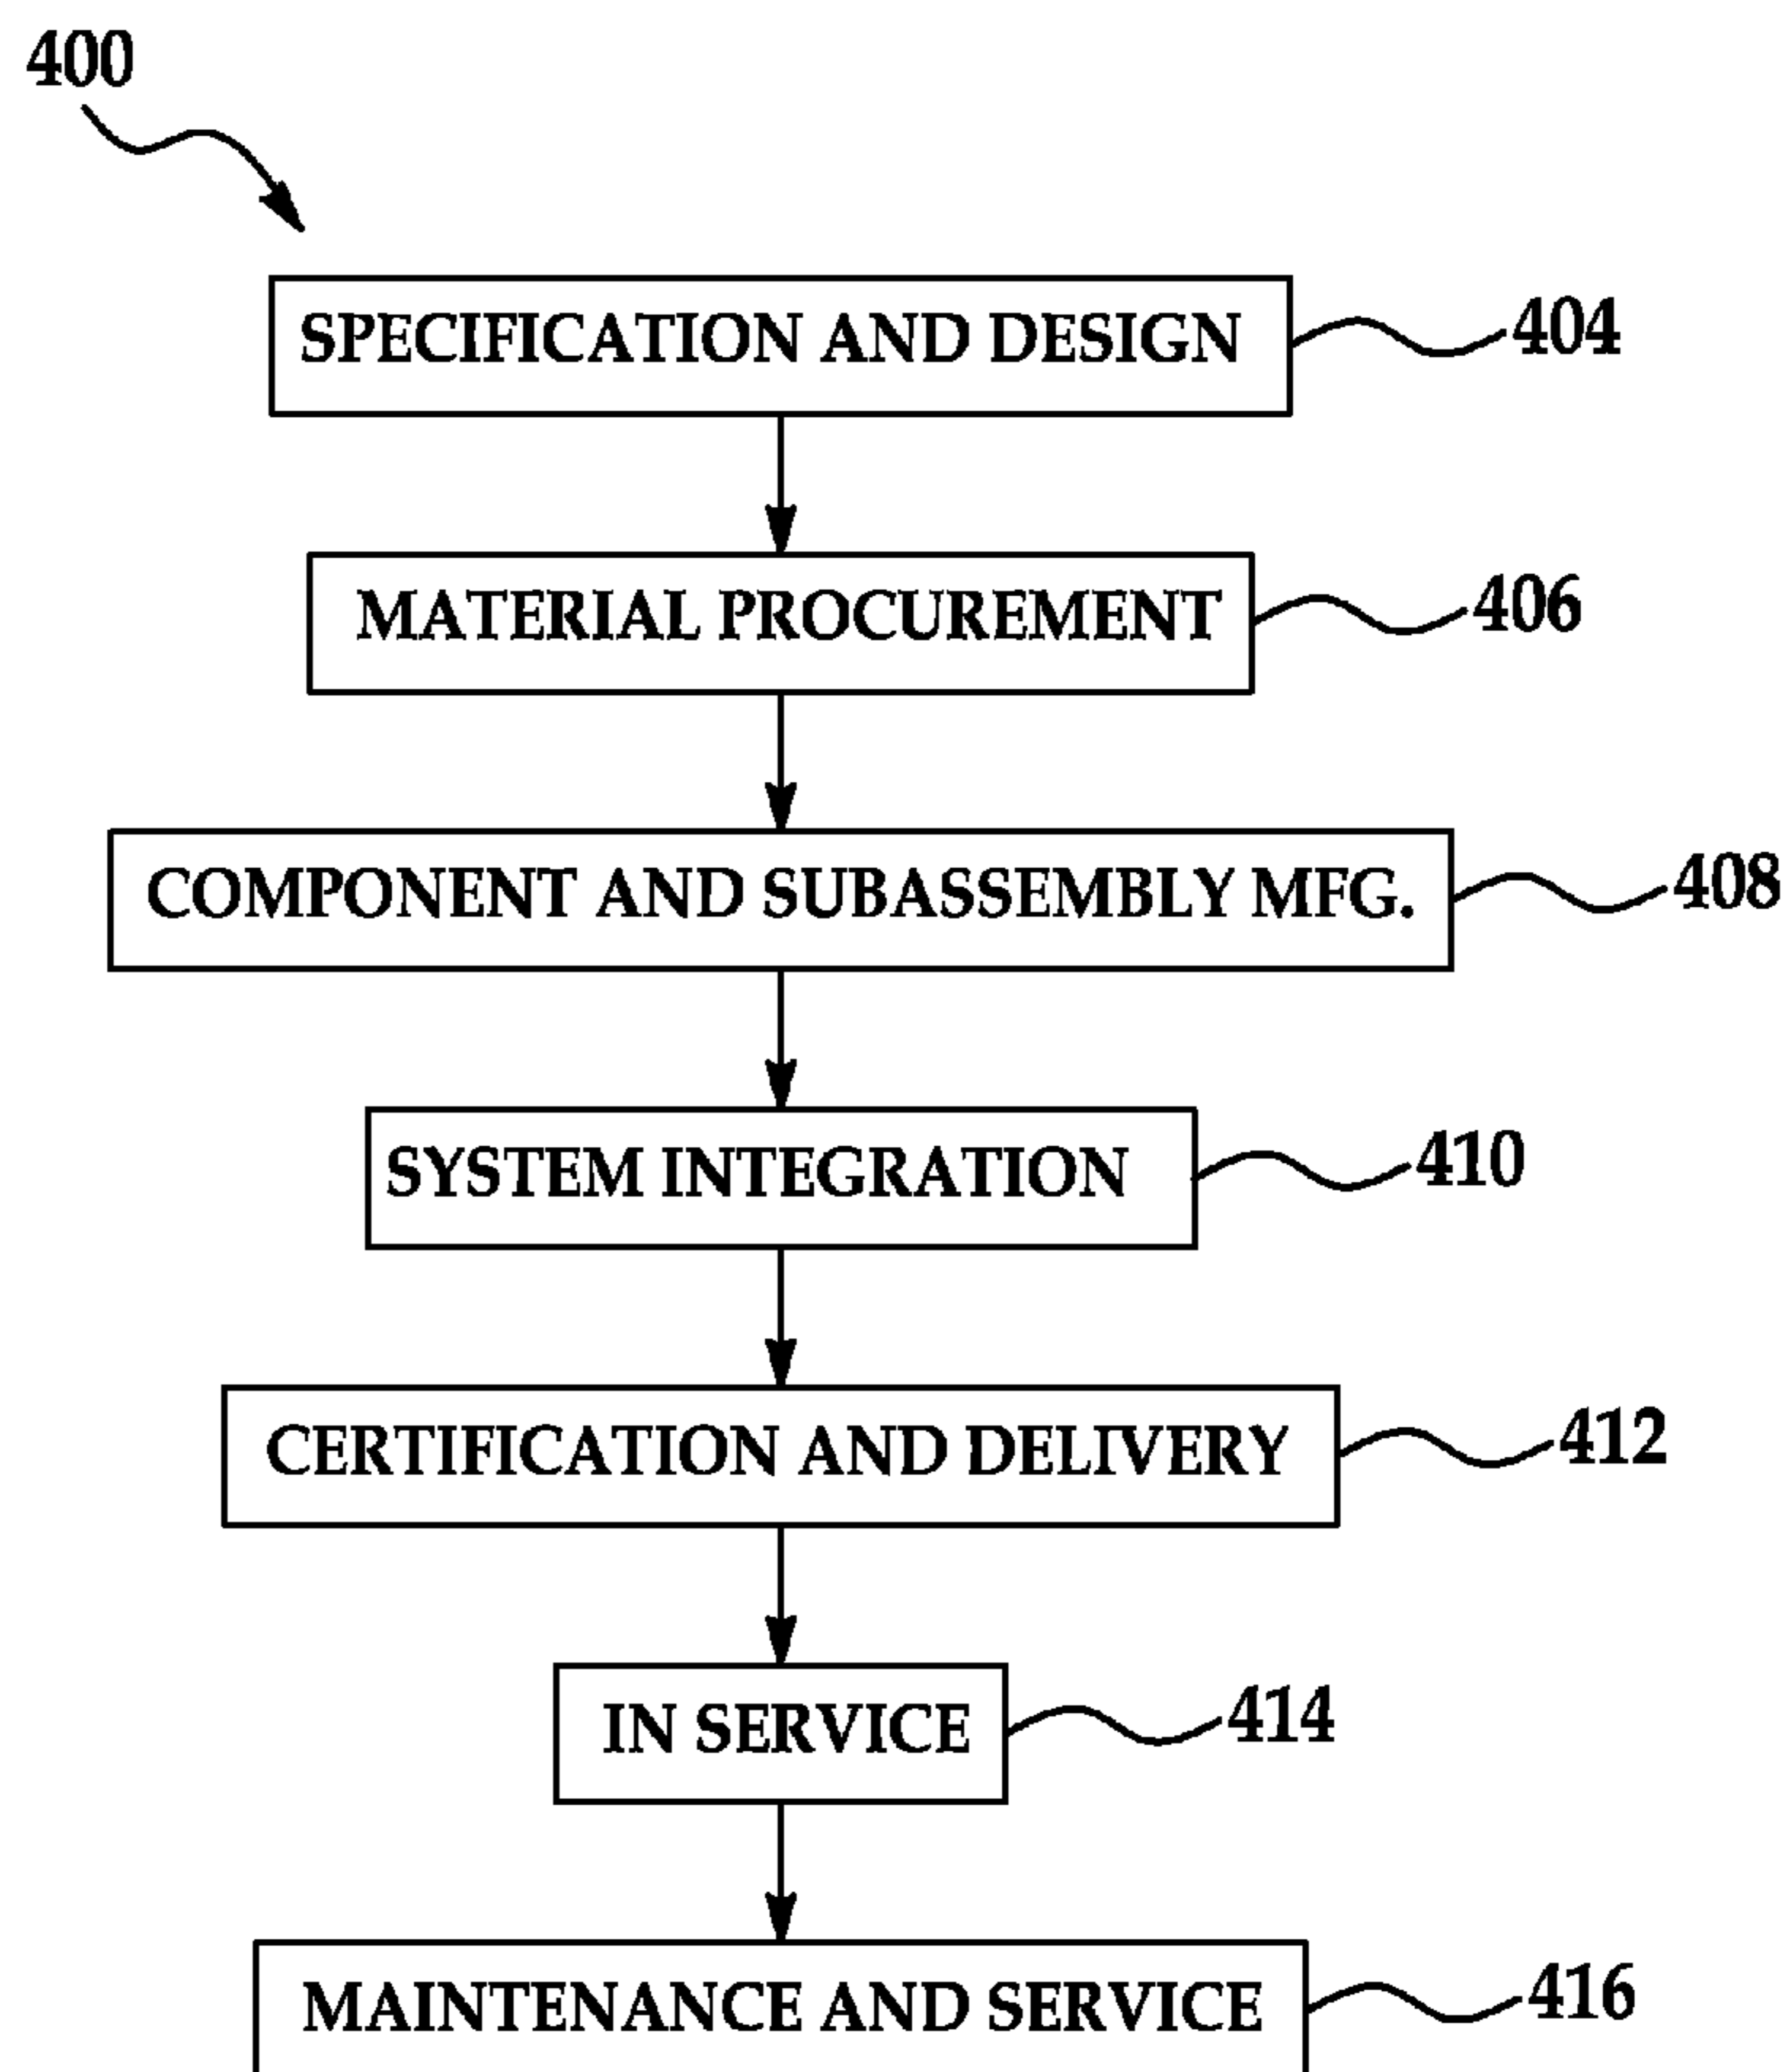 400
SPECIFICATION AND DESIGN 404
MATERIAL PROCUREMENT 406
COMPONENT AND SUBASSEMBLY MFG. 408
SYSTEM INTEGRATION 410
CERTIFICATION AND DELIVERY 412
IN SERVICE 414
MAINTENANCE AND SERVICE 416